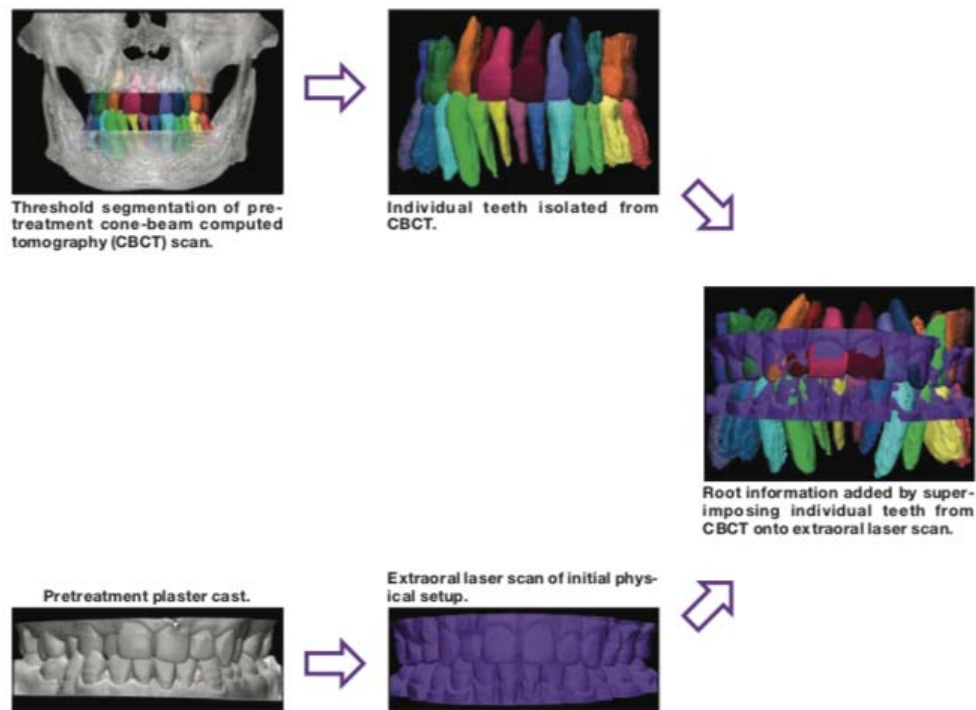 Threshold segmentation of pre-
treatment cone-beam computed
tomography (CBCT) scan.
Individual teeth isolated from
CBCT.
Root information added by super-
imposing individual teeth from
CBCT onto extraoral laser scan.
Pretreatment plaster cast.
Extraoral laser scan of initial phys-
ical setup.